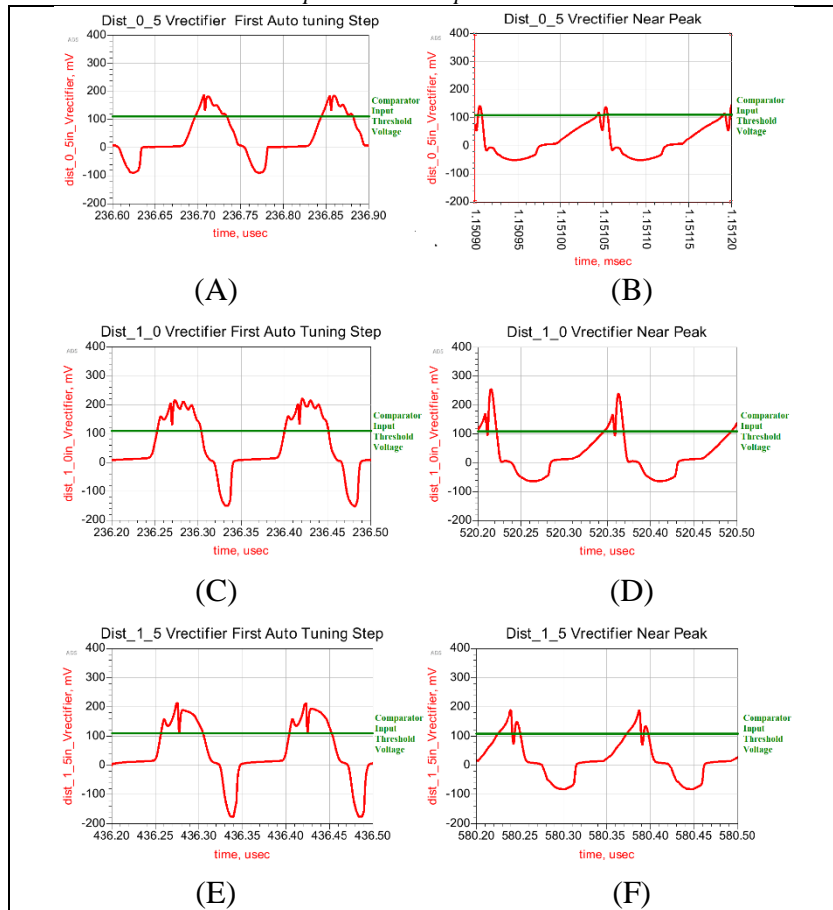 Dist_0_5 Vrectifier First Auto tuning Step
ADS
dist_0_5in_Vrectifier, mV
400
300
200
100
0
-100
-200
236.60
236.70
236.80
236.90
time, usec
Comparator
Input
Threshold
Voltage
(A)
Dist_0_5 Vrectifier Near Peak
ADS
dist_0_5in_Vrectifier, mV
400
300
200
100
0
-100
-200
1.15090
1.15095
1.15100
1.15105
1.15110
1.15115
1.15120
time, msec
Comparator
Input
Threshold
Voltage
(B)
Dist_1_0 Vrectifier First Auto Tuning Step
ADS
dist_1_0in_Vrectifier, mV
400
300
200
100
0
-100
-200
236.20
236.25
236.30
236.35
236.40
236.45
236.50
time, usec
Comparator
Input
Threshold
Voltage
(C)
Dist_1_0 Vrectifier Near Peak
ADS
dist_1_0in_Vrectifier, mV
400
300
200
100
0
-100
-200
520.20
520.25
520.30
520.35
520.40
520.45
520.50
time, usec
Comparator
Input
Threshold
Voltage
(D)
Dist_1_5 Vrectifier First Auto Tuning Step
ADS
dist_1_5in_Vrectifier, mV
400
300
200
100
0
-100
-200
436.20
436.25
436.30
436.35
436.40
436.45
436.50
time, usec
Comparator
Input
Threshold
Voltage
(E)
Dist_1_5 Vrectifier Near Peak
ADS
dist_1_5in_Vrectifier, mV
400
300
200
100
0
-100
-200
580.20
580.25
580.30
580.35
580.40
580.45
580.50
time, usec
Comparator
Input
Threshold
Voltage
(F)